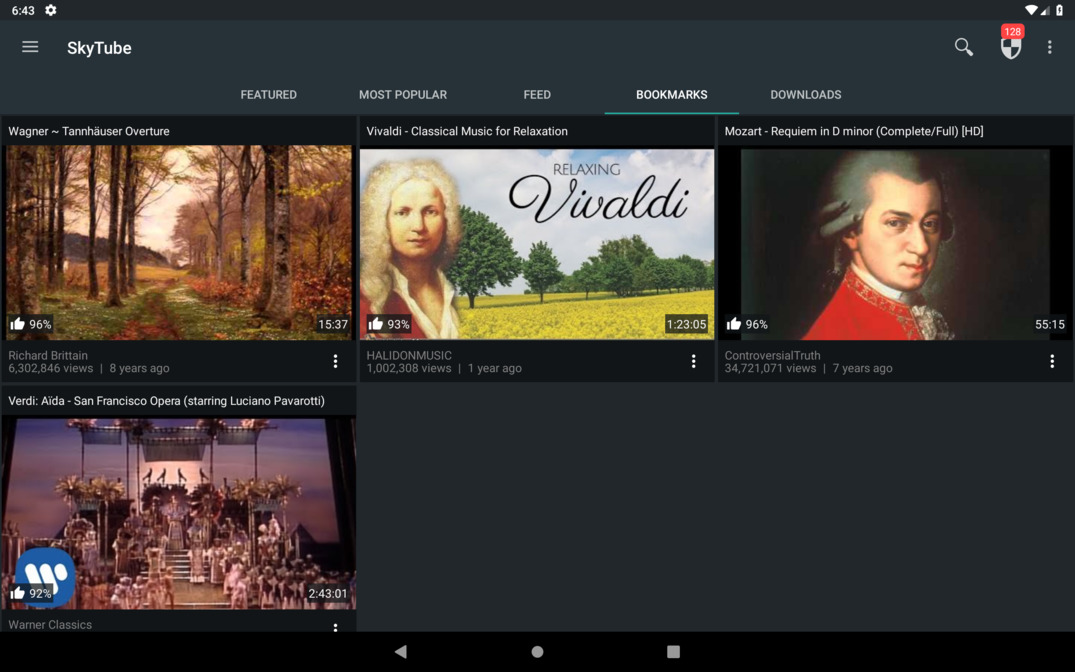 6:43
SkyTube
128
FEATURED
MOST POPULAR
FEED
BOOKMARKS
DOWNLOADS
Wagner ~ Tannhäuser Overture
96%
15:37
Richard Brittain
6,302,846 views | 8 years ago
Vivaldi - Classical Music for Relaxation
RELAXING
Vivaldi
93%
1:23:05
HALIDONMUSIC
1,002,308 views | 1 year ago
Mozart - Requiem in D minor (Complete/Full) [HD]
96%
55:15
ControversialTruth
34,721,071 views | 7 years ago
Verdi: Aïda - San Francisco Opera (starring Luciano Pavarotti)
92%
2:43:01
Warner Classics